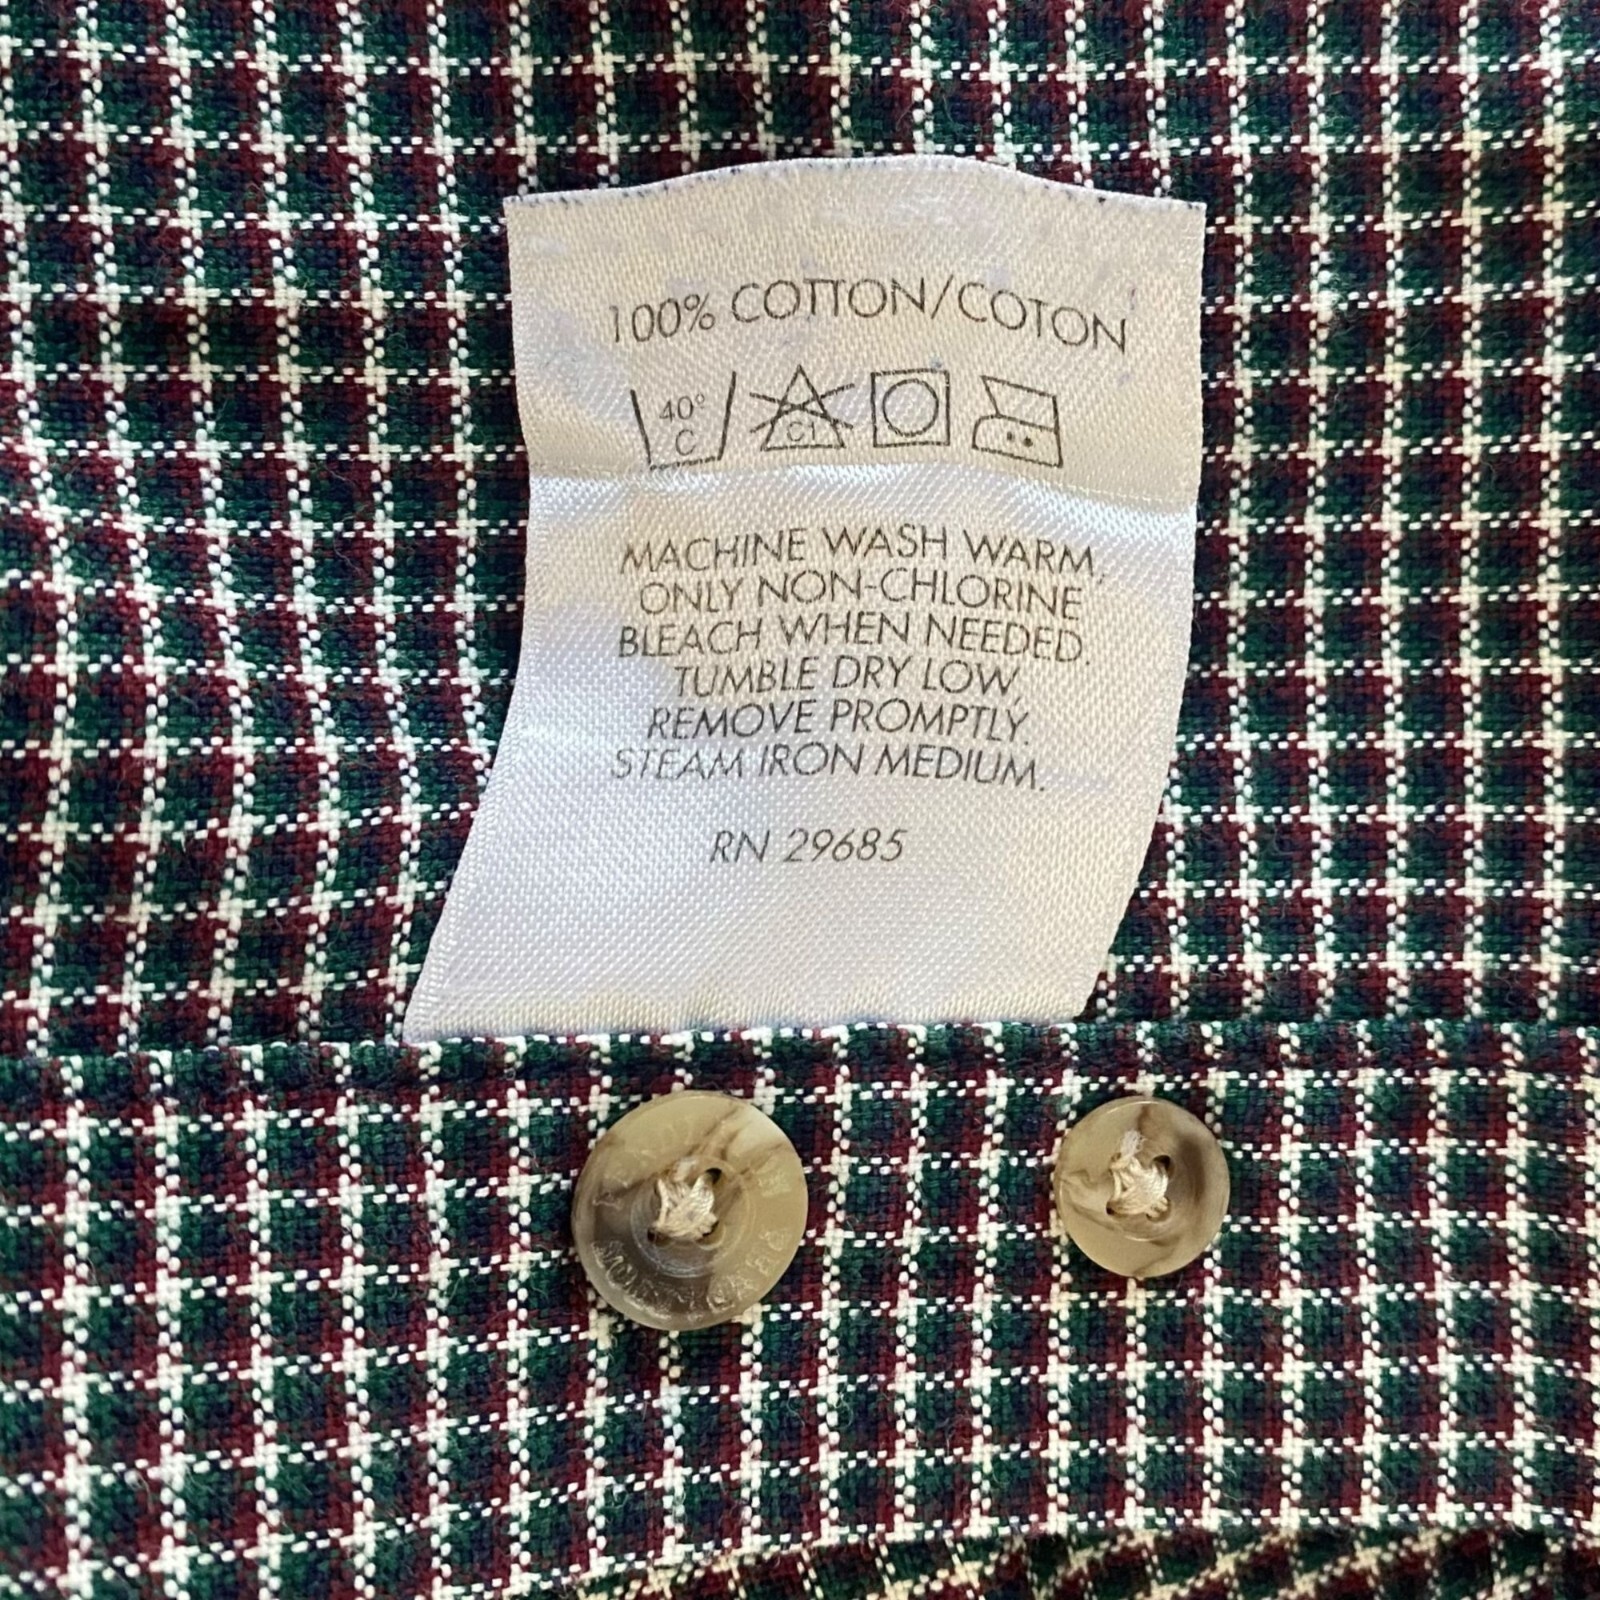 100% COTTON/COTON
40°
C
C1
MACHINE WASH WARM,
ONLY NON-CHLORINE
BLEACH WHEN NEEDED.
TUMBLE DRY LOW,
REMOVE PROMPTLY.
STEAM IRON MEDIUM.
RN 29685